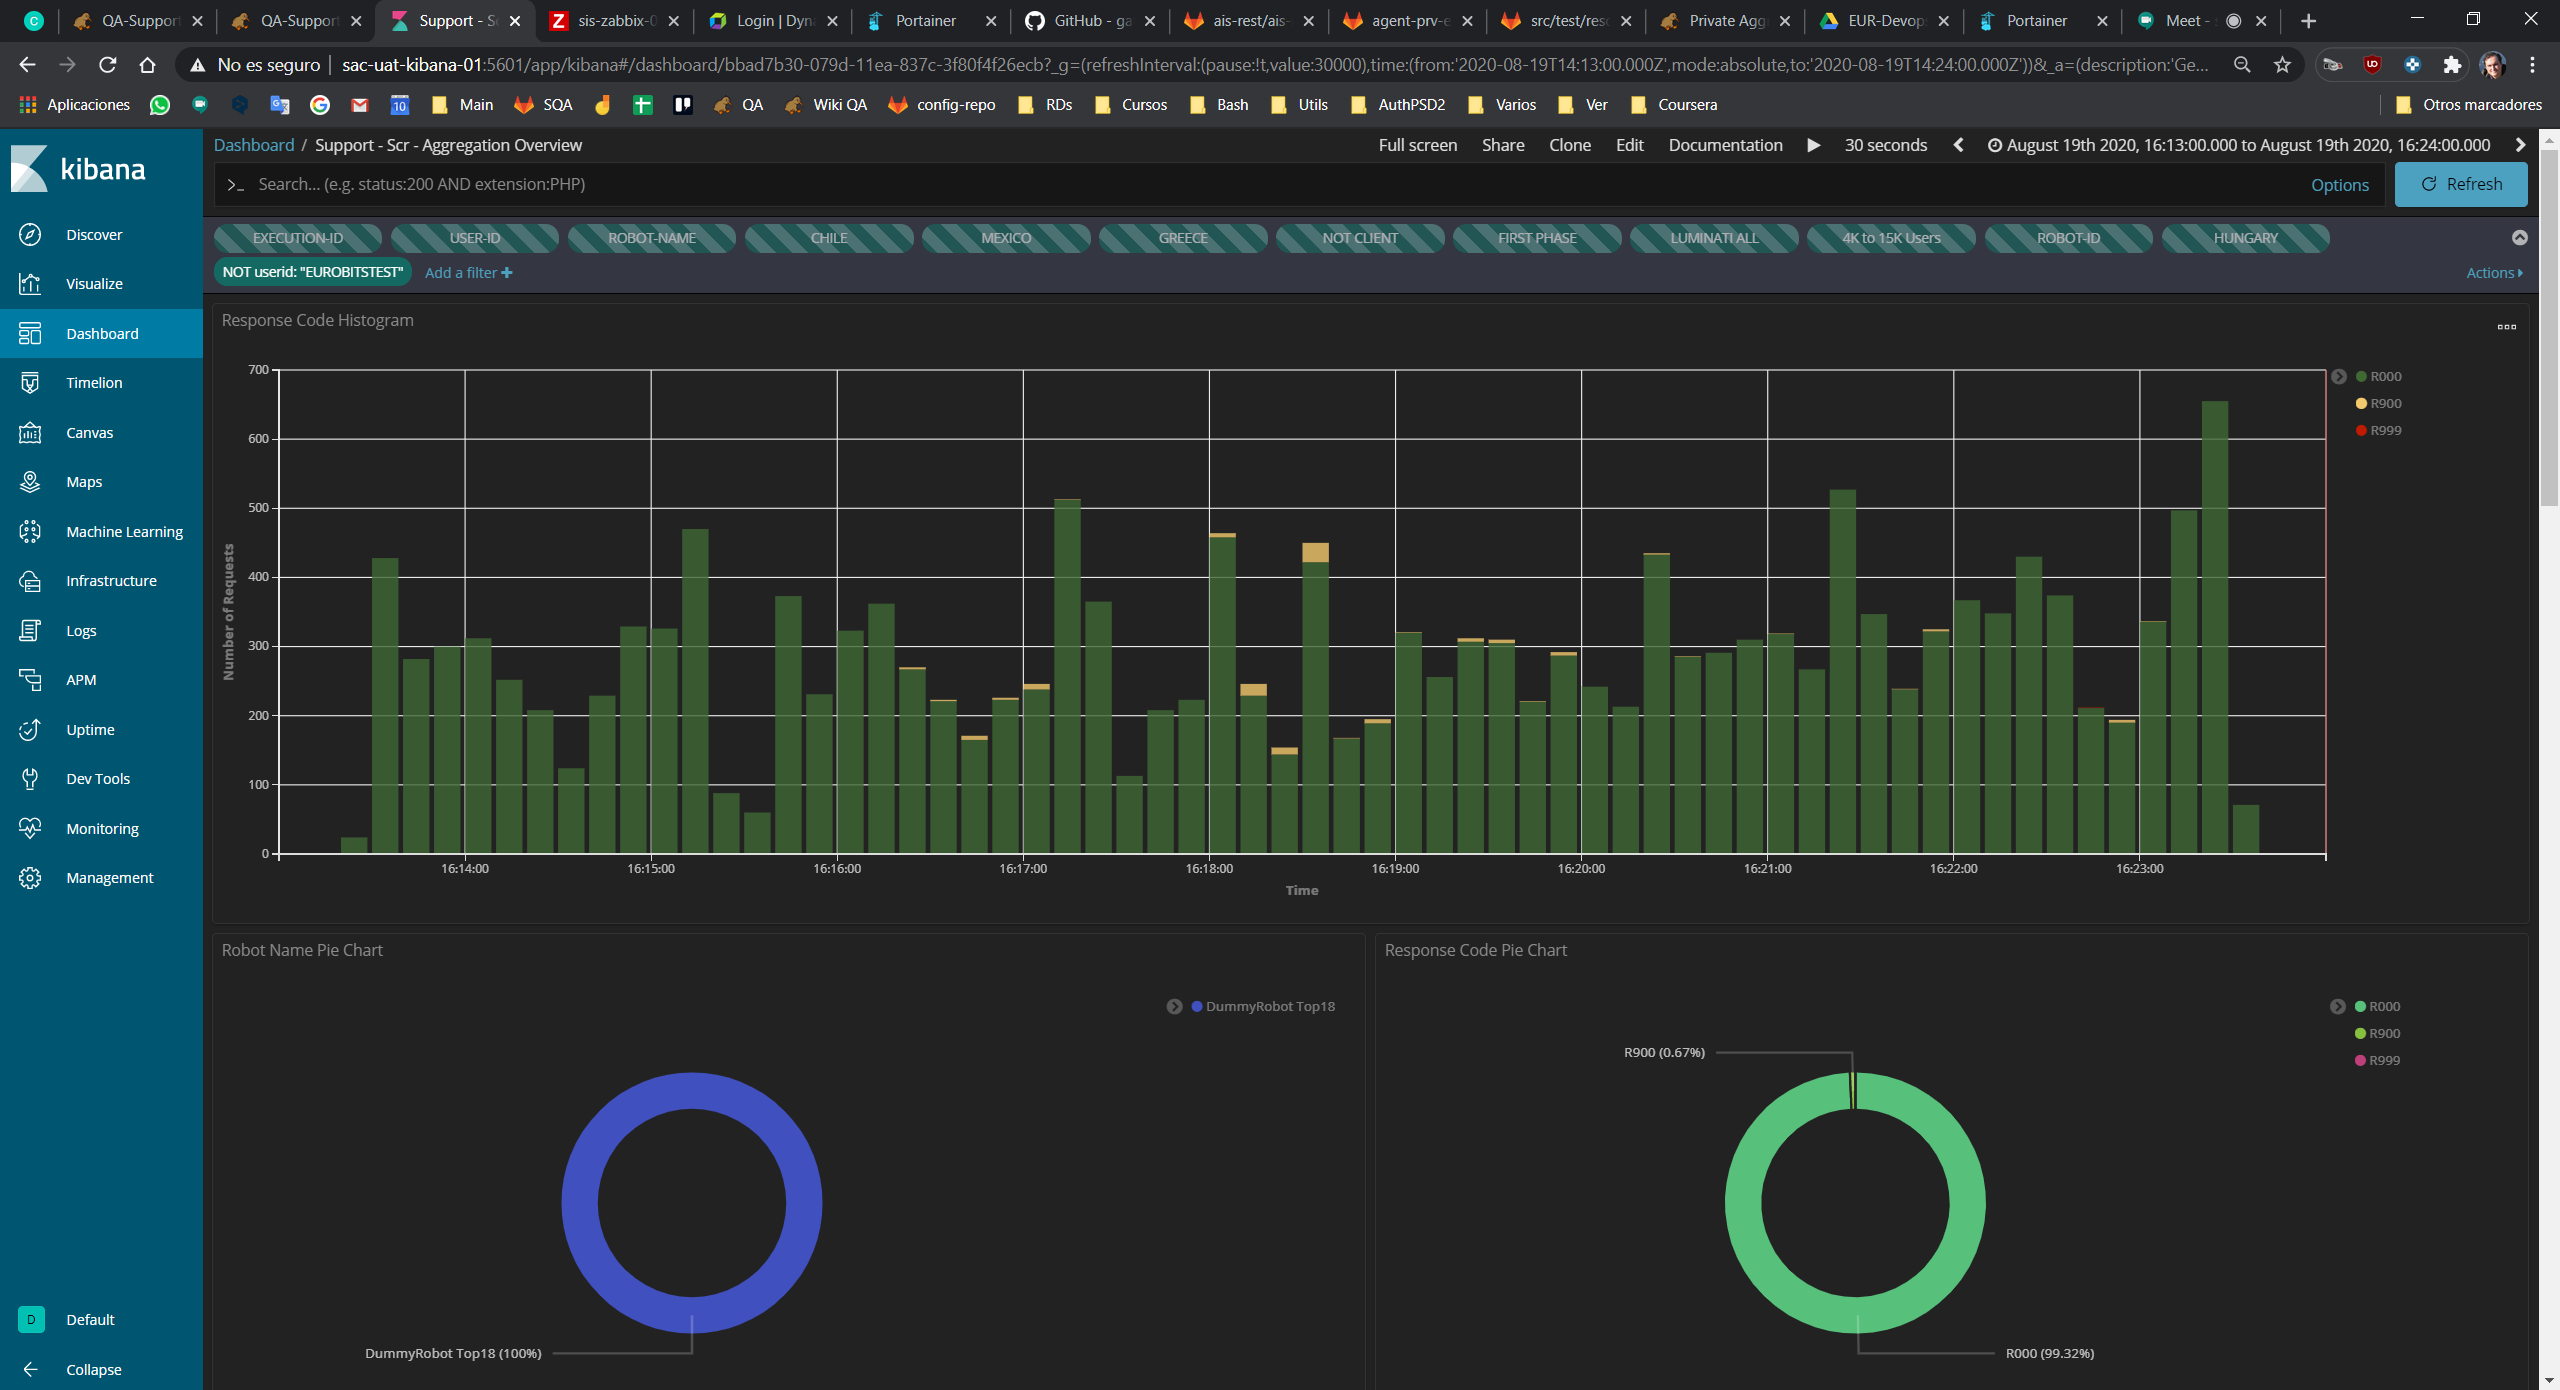 QA-Support
QA-Support
Support - Sc
sis-zabbix-0
Login | Dyna
Portainer
GitHub - ga
ais-rest/ais-
agent-prv-e
src/test/reso
Private Aggr
EUR-Devops
Portainer
Meet -
No es seguro
sac-uat-kibana-01:5601/app/kibana#/dashboard/bbad7b30-079d-11ea-837c-3f80f4f26ecb?_g=(refreshInterval:(pause:!t,value:30000),time:(from:'2020-08-19T14:13:00.000Z',mode:absolute,to:'2020-08-19T14:24:00.000Z'))&_a=(description:'Ge...
Aplicaciones
Main
SQA
QA
Wiki QA
config-repo
RDs
Cursos
Bash
Utils
AuthPSD2
Varios
Ver
Coursera
Otros marcadores
kibana
Discover
Visualize
Dashboard
Timelion
Canvas
Maps
Machine Learning
Infrastructure
Logs
APM
Uptime
Dev Tools
Monitoring
Management
D Default
Collapse
Dashboard / Support - Scr - Aggregation Overview
Full screen
Share
Clone
Edit
Documentation
30 seconds
August 19th 2020, 16:13:00.000 to August 19th 2020, 16:24:00.000
>_ Search... (e.g. status:200 AND extension:PHP)
Options
Refresh
EXECUTION-ID
USER-ID
ROBOT-NAME
CHILE
MEXICO
GREECE
NOT CLIENT
FIRST PHASE
LUMINATI ALL
4K to 15K Users
ROBOT-ID
HUNGARY
NOT userid: "EUROBITSTEST"
Add a filter +
Actions
Response Code Histogram
Number of Requests
700
600
500
400
300
200
100
0
16:14:00
16:15:00
16:16:00
16:17:00
16:18:00
16:19:00
16:20:00
16:21:00
16:22:00
16:23:00
Time
R000
R900
R999
Robot Name Pie Chart
DummyRobot Top18
DummyRobot Top18 (100%)
Response Code Pie Chart
R000
R900
R999
R900 (0.67%)
R000 (99.32%)